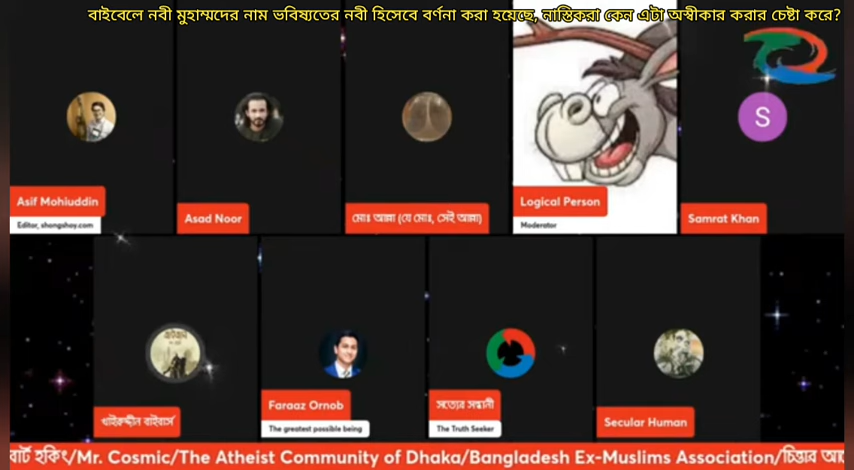 বাইবেলে নবী মুহাম্মদের নাম ভবিষ্যতের নবী হিসেবে বর্ণনা করা হয়েছে, নাস্তিকরা কেন এটা অস্বীকার করার চেষ্টা করে?
Asif Mohiuddin
Editor, shongshoy.com
Asad Noor
মোঃ অাল্লা (যে মোঃ, সেই অাল্লা)
Logical Person
Moderator
S
Samrat Khan
খাইরুদ্দীন বাইবার্স
Faraaz Ornob
The greatest possible being
সত্যের সন্ধানী
The Truth Seeker
Secular Human
বার্ট হকিং/Mr. Cosmic/The Atheist Community of Dhaka/Bangladesh Ex-Muslims Association/চিন্তার